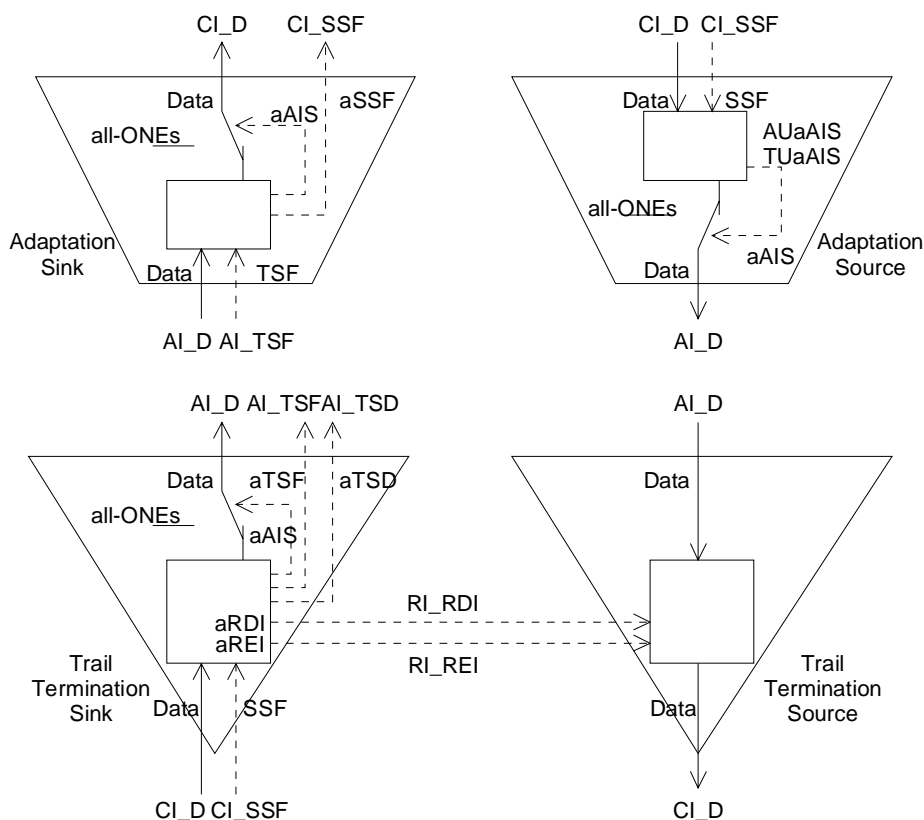 CI_D CI_SSF
Data
aSSF
aAIS
all-ONEs
Adaptation
Sink
Data
TSF
AI_D AI_TSF
CI_D CI_SSF
Data
SSF
AUaAIS
TUaAIS
all-ONEs
aAIS
Data
Adaptation
Source
AI_D
AI_D AI_TSFAI_TSD
Data
aTSF
aTSD
all-ONEs
aAIS
aRDI
aREI
Trail
Termination
Sink
Data
SSF
CI_D CI_SSF
RI_RDI
RI_REI
AI_D
Data
Data
Trail
Termination
Source
CI_D